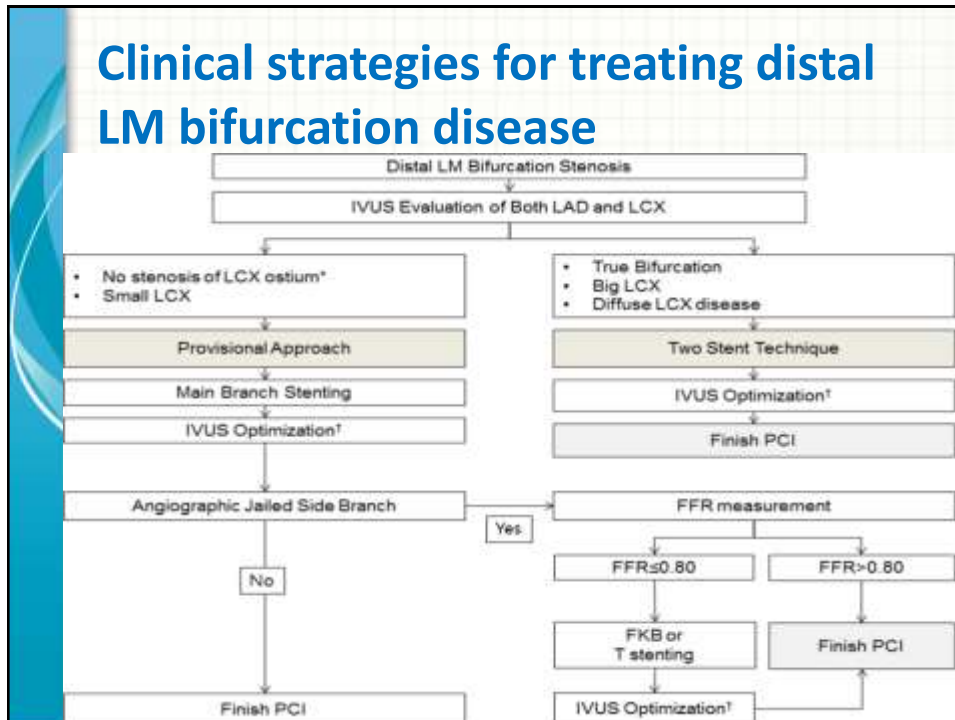 Clinical strategies for treating distal
LM bifurcation disease
Distal LM Bifurcation Stenosis
IVUS Evaluation of Both LAD and LCX
• No stenosis of LCX ostium*
• Small LCX
• True Bifurcation
• Big LCX
• Diffuse LCX disease
Provisional Approach
Two Stent Technique
Main Branch Stenting
IVUS Optimization†
IVUS Optimization†
Finish PCI
Angiographic Jailed Side Branch
Yes
FFR measurement
No
FFR≤0.80
FFR>0.80
FKB or
T stenting
Finish PCI
Finish PCI
IVUS Optimization†